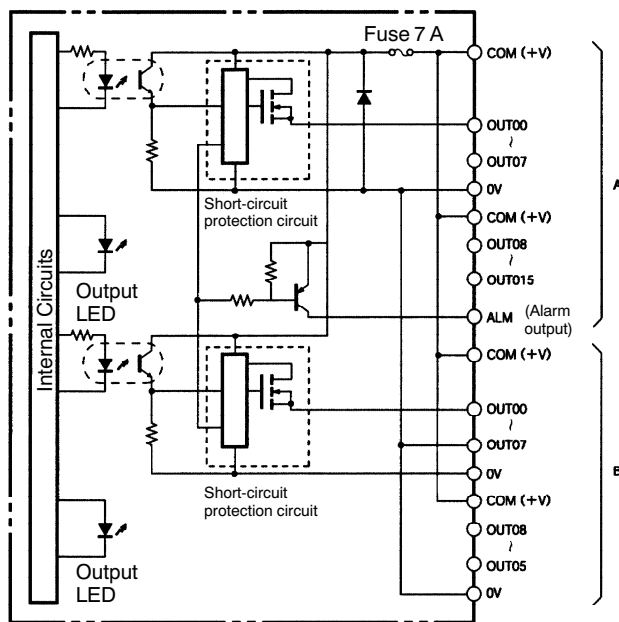 Fuse 7 A
COM (+V)
OUT00
~
OUT07
0V
COM (+V)
OUT08
~
OUT015
ALM (Alarm output)
A
Short-circuit
protection circuit
Internal Circuits
Output
LED
COM (+V)
OUT00
~
OUT07
0V
COM (+V)
OUT08
~
OUT05
0V
B
Short-circuit
protection circuit
Output
LED